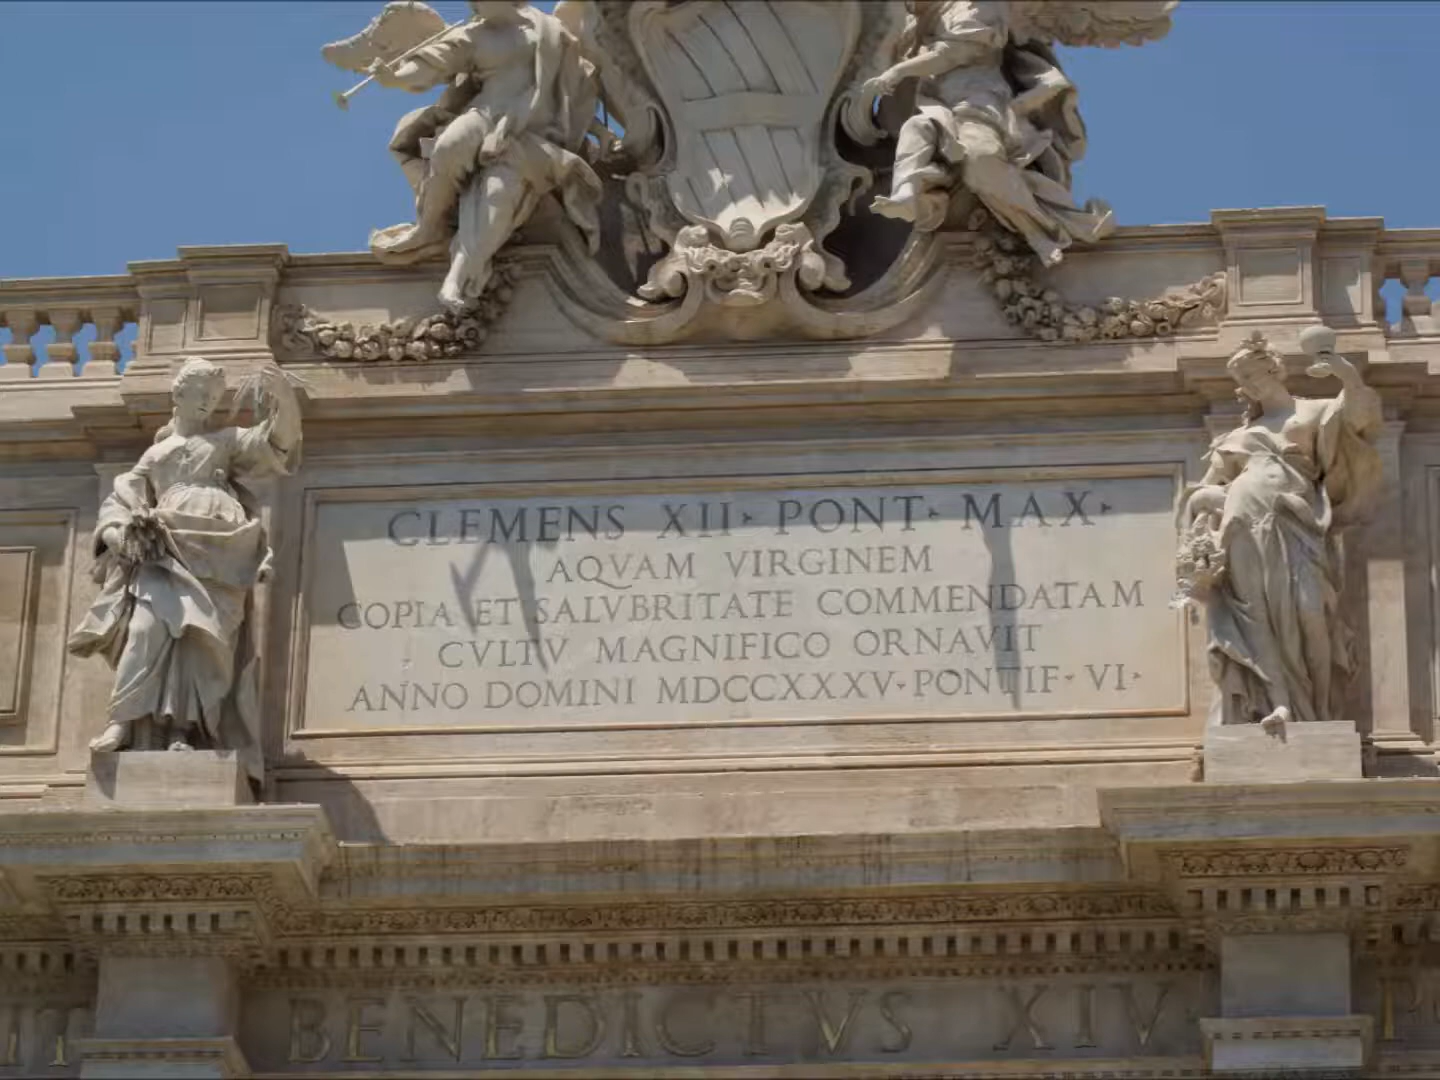 CLEMENS XII · PONT · MAX ·
AQVAM VIRGINEM
COPIA ET SALVBRITATE COMMENDATAM
CVLTV MAGNIFICO ORNAVIT
ANNO DOMINI MDCCXXXV · PONTIF · VI ·
BENEDICTVS XIV